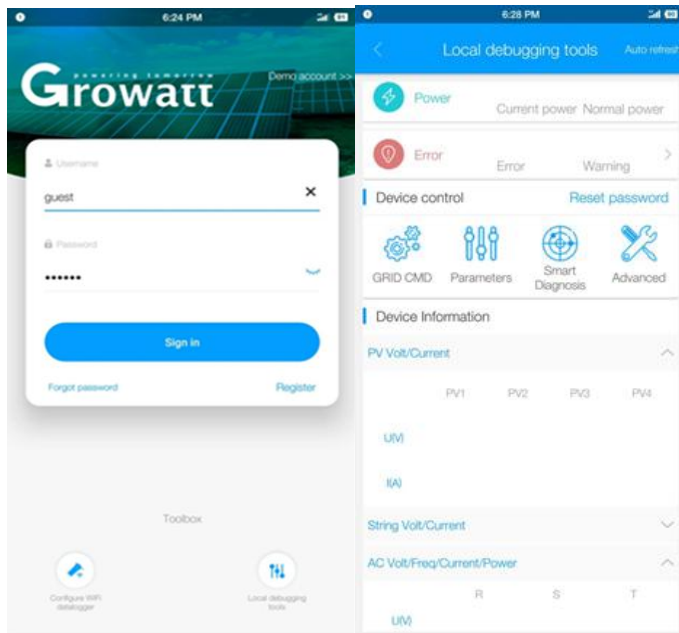 6:24 PM
powering tomorrow
Growatt
Demo account >>
Username
guest
Password
Sign in
Forgot password
Register
Toolbox
Configure WiFi
datalogger
Local debugging
tools
6:28 PM
Local debugging tools
Auto refresh
Power
Current power Normal power
Error
Error Warning
Device control
Reset password
GRID CMD
Parameters
Smart
Diagnosis
Advanced
Device Information
PV Volt/Current
PV1 PV2 PV3 PV4
U(V)
I(A)
String Volt/Current
AC Volt/Freq/Current/Power
R S T
U(V)